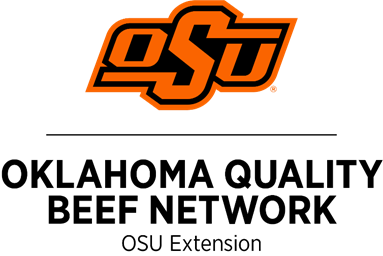 OSU
®
OKLAHOMA QUALITY
BEEF NETWORK
OSU Extension